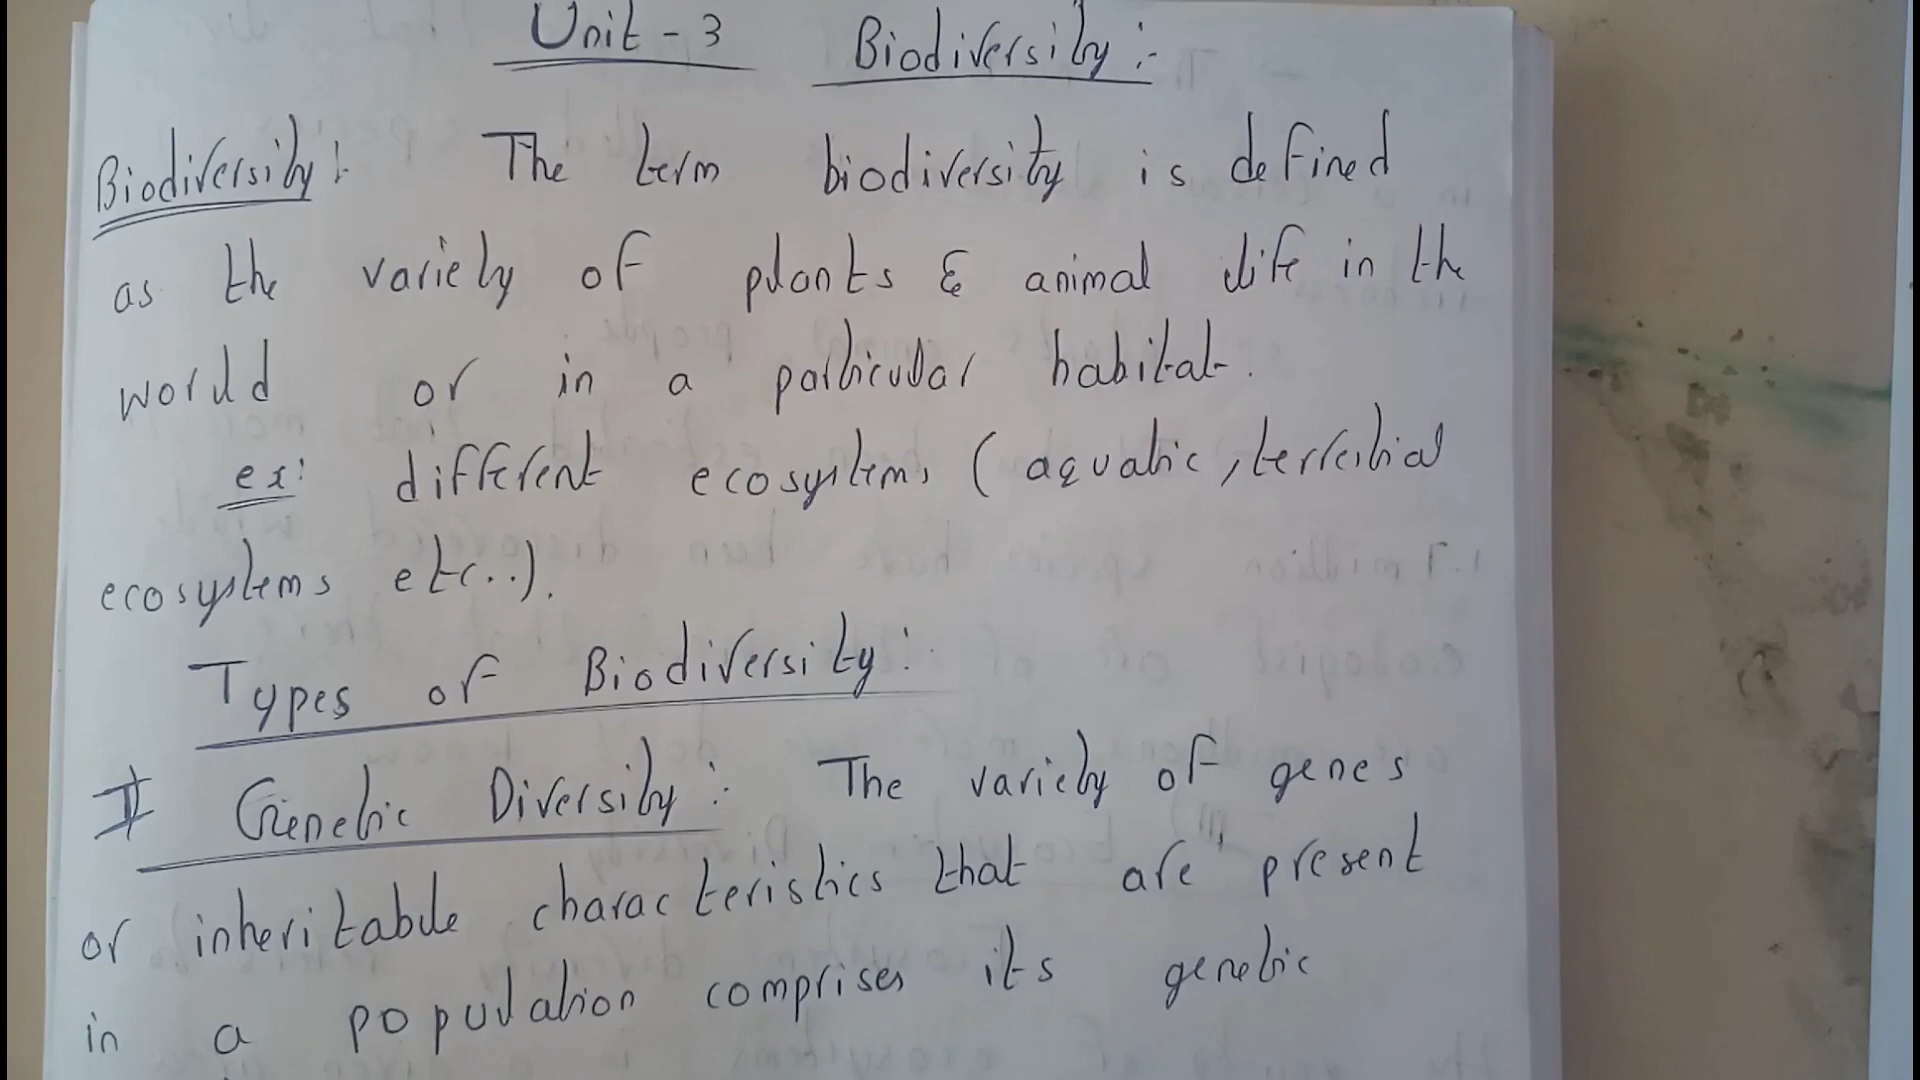 Unit - 3 Biodiversity :-
Biodiversity : The term biodiversity is defined
as the variety of plants & animal life in the
world or in a particular habitat.
ex: different ecosystems ( aquatic , terrestrial
ecosystems etc..).
Types of Biodiversity :
I Genetic Diversity : The variety of genes
or inheritable characteristics that are present
in a population comprises its genetic